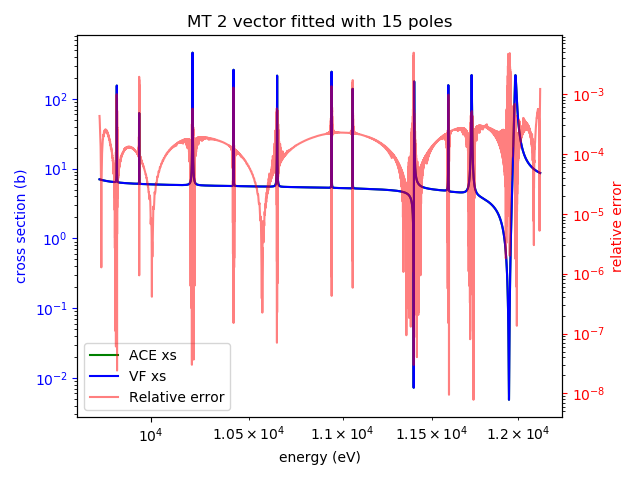 MT 2 vector fitted with 15 poles
10²
10¹
10⁰
10⁻¹
10⁻²
cross section (b)
10⁻³
10⁻⁴
10⁻⁵
10⁻⁶
10⁻⁷
10⁻⁸
relative error
ACE xs
VF xs
Relative error
10⁴ 1.05 × 10⁴ 1.1 × 10⁴ 1.15 × 10⁴ 1.2 × 10⁴
energy (eV)